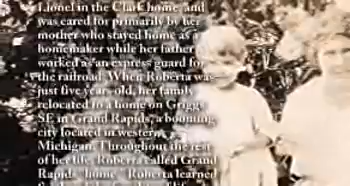 Lionel in the Clark home, and
was cared for primarily by her
mother who stayed home as a
homemaker while her father
worked as an express guard for
the railroad. When Roberta was
just five years old, her family
relocated to a home on Griggs
SE in Grand Rapids, a booming
city located in western
Michigan. Throughout the rest
of her life, Roberta called Grand
Rapids "home". Roberta learned